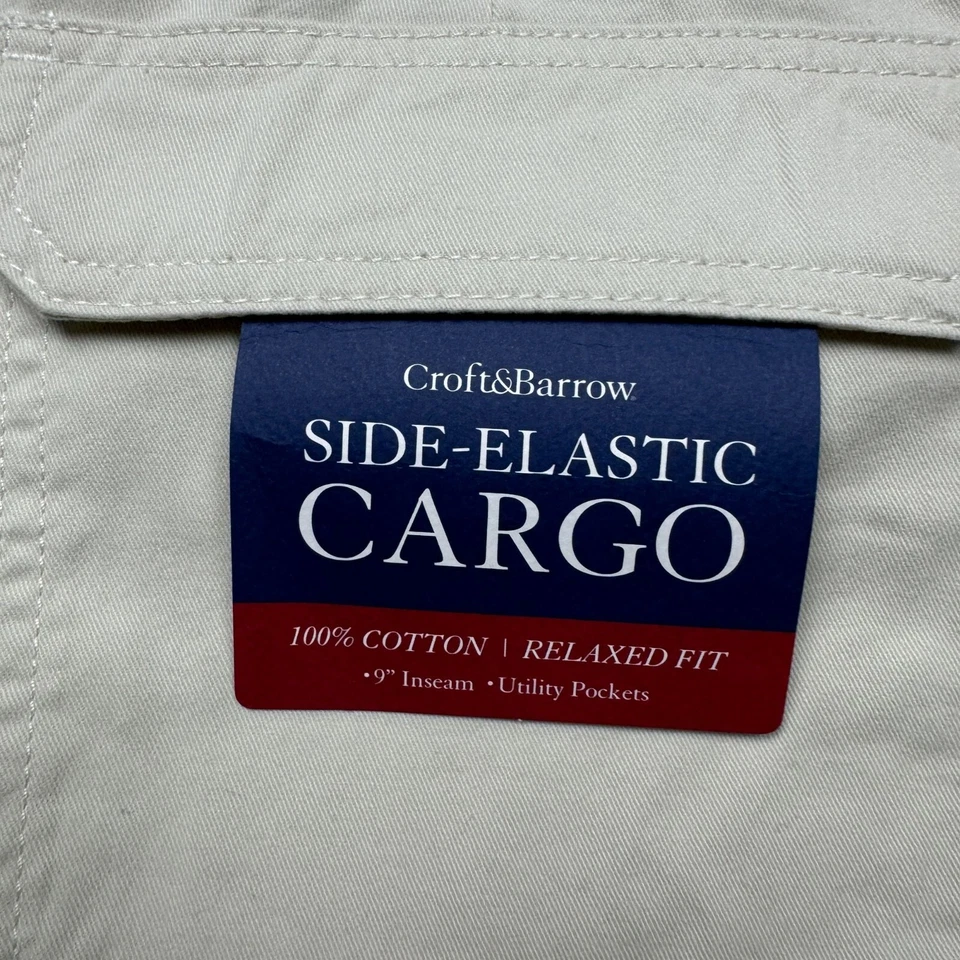 Croft&Barrow
SIDE-ELASTIC
CARGO
100% COTTON | RELAXED FIT
•9” Inseam •Utility Pockets